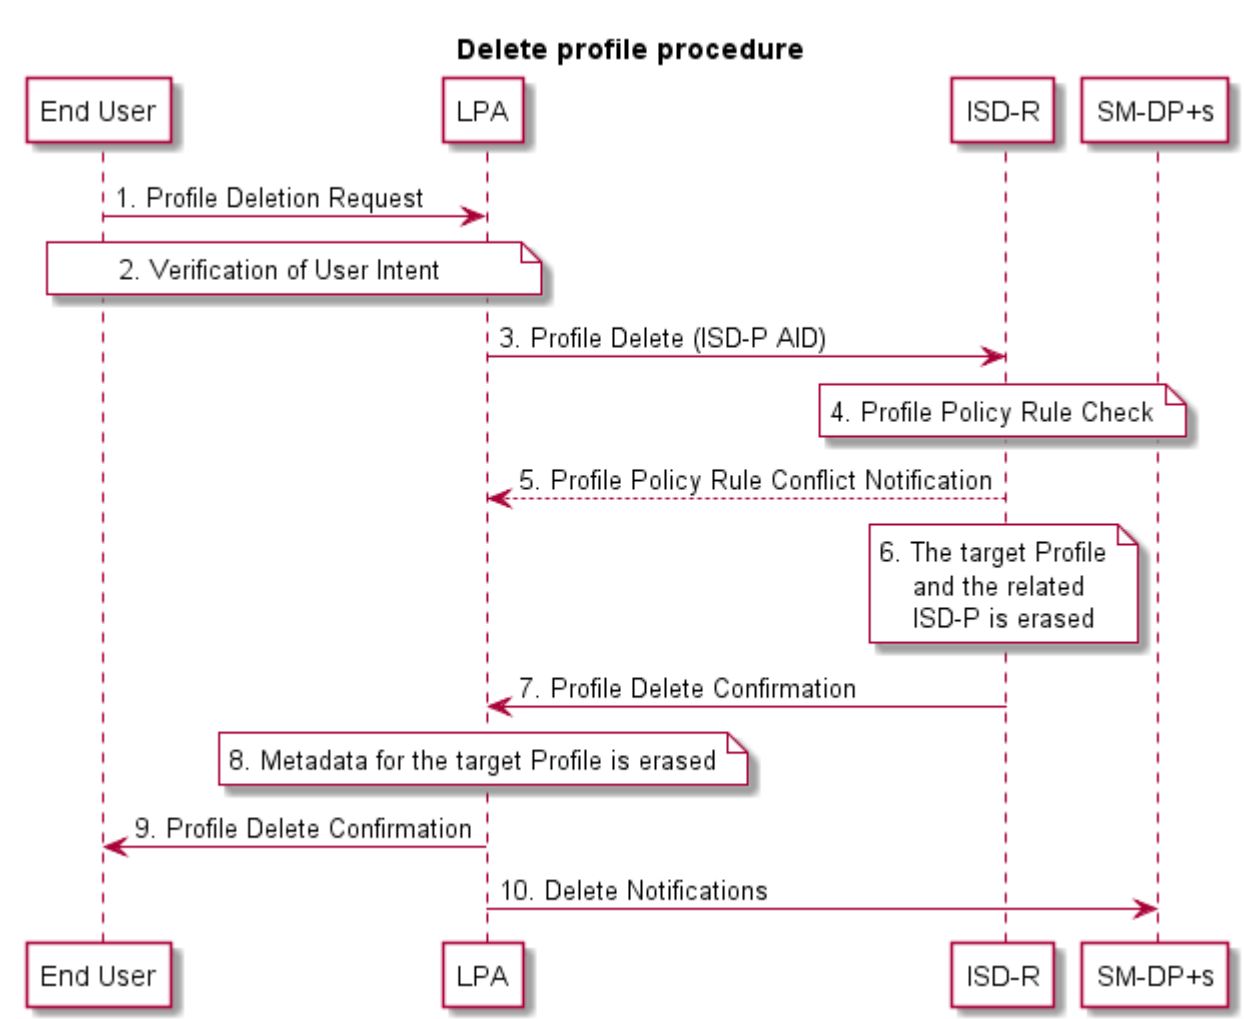 Delete profile procedure
End User
LPA
ISD-R
SM-DP+s
1. Profile Deletion Request
2. Verification of User Intent
3. Profile Delete (ISD-P AID)
4. Profile Policy Rule Check
5. Profile Policy Rule Conflict Notification
6. The target Profile
and the related
ISD-P is erased
7. Profile Delete Confirmation
8. Metadata for the target Profile is erased
9. Profile Delete Confirmation
10. Delete Notifications
End User
LPA
ISD-R
SM-DP+s